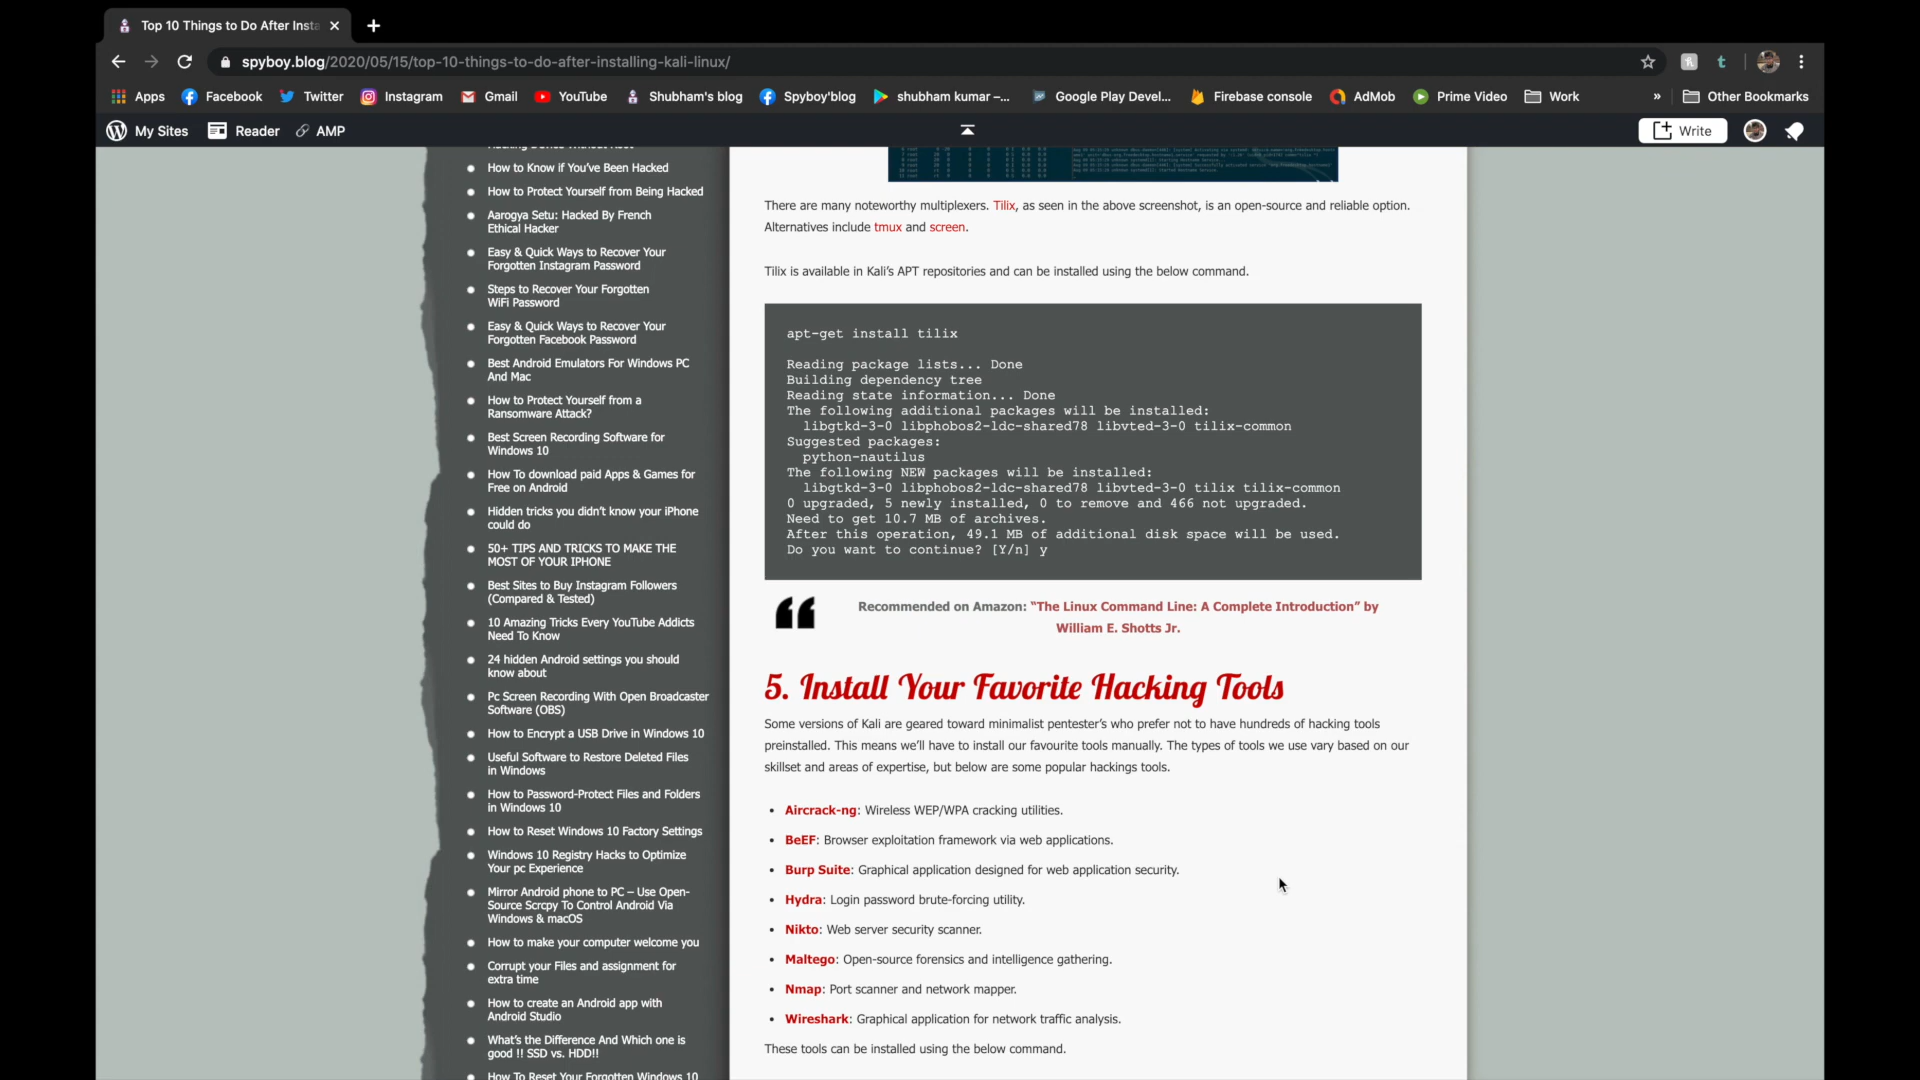 Top 10 Things to Do After Insta
spyboy.blog/2020/05/15/top-10-things-to-do-after-installing-kali-linux/
Apps Facebook Twitter Instagram Gmail YouTube Shubham's blog Spyboy'blog shubham kumar –... Google Play Devel... Firebase console AdMob Prime Video Work » Other Bookmarks
My Sites Reader AMP Write
How to Know if You've Been Hacked
How to Protect Yourself from Being Hacked
Aarogya Setu: Hacked By French
Ethical Hacker
Easy & Quick Ways to Recover Your
Forgotten Instagram Password
Steps to Recover Your Forgotten
WiFi Password
Easy & Quick Ways to Recover Your
Forgotten Facebook Password
Best Android Emulators For Windows PC
And Mac
How to Protect Yourself from a
Ransomware Attack?
Best Screen Recording Software for
Windows 10
How To download paid Apps & Games for
Free on Android
Hidden tricks you didn't know your iPhone
could do
50+ TIPS AND TRICKS TO MAKE THE
MOST OF YOUR IPHONE
Best Sites to Buy Instagram Followers
(Compared & Tested)
10 Amazing Tricks Every YouTube Addicts
Need To Know
24 hidden Android settings you should
know about
Pc Screen Recording With Open Broadcaster
Software (OBS)
How to Encrypt a USB Drive in Windows 10
Useful Software to Restore Deleted Files
in Windows
How to Password-Protect Files and Folders
in Windows 10
How to Reset Windows 10 Factory Settings
Windows 10 Registry Hacks to Optimize
Your pc Experience
Mirror Android phone to PC – Use Open-
Source Scrcpy To Control Android Via
Windows & macOS
How to make your computer welcome you
Corrupt your Files and assignment for
extra time
How to create an Android app with
Android Studio
What's the Difference And Which one is
good !! SSD vs. HDD!!
How To Reset Your Forgotten Windows 10
There are many noteworthy multiplexers. Tilix, as seen in the above screenshot, is an open-source and reliable option.
Alternatives include tmux and screen.
Tilix is available in Kali's APT repositories and can be installed using the below command.
apt-get install tilix
Reading package lists... Done
Building dependency tree
Reading state information... Done
The following additional packages will be installed:
libgtkd-3-0 libphobos2-ldc-shared78 libvted-3-0 tilix-common
Suggested packages:
python-nautilus
The following NEW packages will be installed:
libgtkd-3-0 libphobos2-ldc-shared78 libvted-3-0 tilix tilix-common
0 upgraded, 5 newly installed, 0 to remove and 466 not upgraded.
Need to get 10.7 MB of archives.
After this operation, 49.1 MB of additional disk space will be used.
Do you want to continue? [Y/n] y
Recommended on Amazon: “The Linux Command Line: A Complete Introduction” by
William E. Shotts Jr.
5. Install Your Favorite Hacking Tools
Some versions of Kali are geared toward minimalist pentester's who prefer not to have hundreds of hacking tools
preinstalled. This means we'll have to install our favourite tools manually. The types of tools we use vary based on our
skillset and areas of expertise, but below are some popular hackings tools.
Aircrack-ng: Wireless WEP/WPA cracking utilities.
BeEF: Browser exploitation framework via web applications.
Burp Suite: Graphical application designed for web application security.
Hydra: Login password brute-forcing utility.
Nikto: Web server security scanner.
Maltego: Open-source forensics and intelligence gathering.
Nmap: Port scanner and network mapper.
Wireshark: Graphical application for network traffic analysis.
These tools can be installed using the below command.